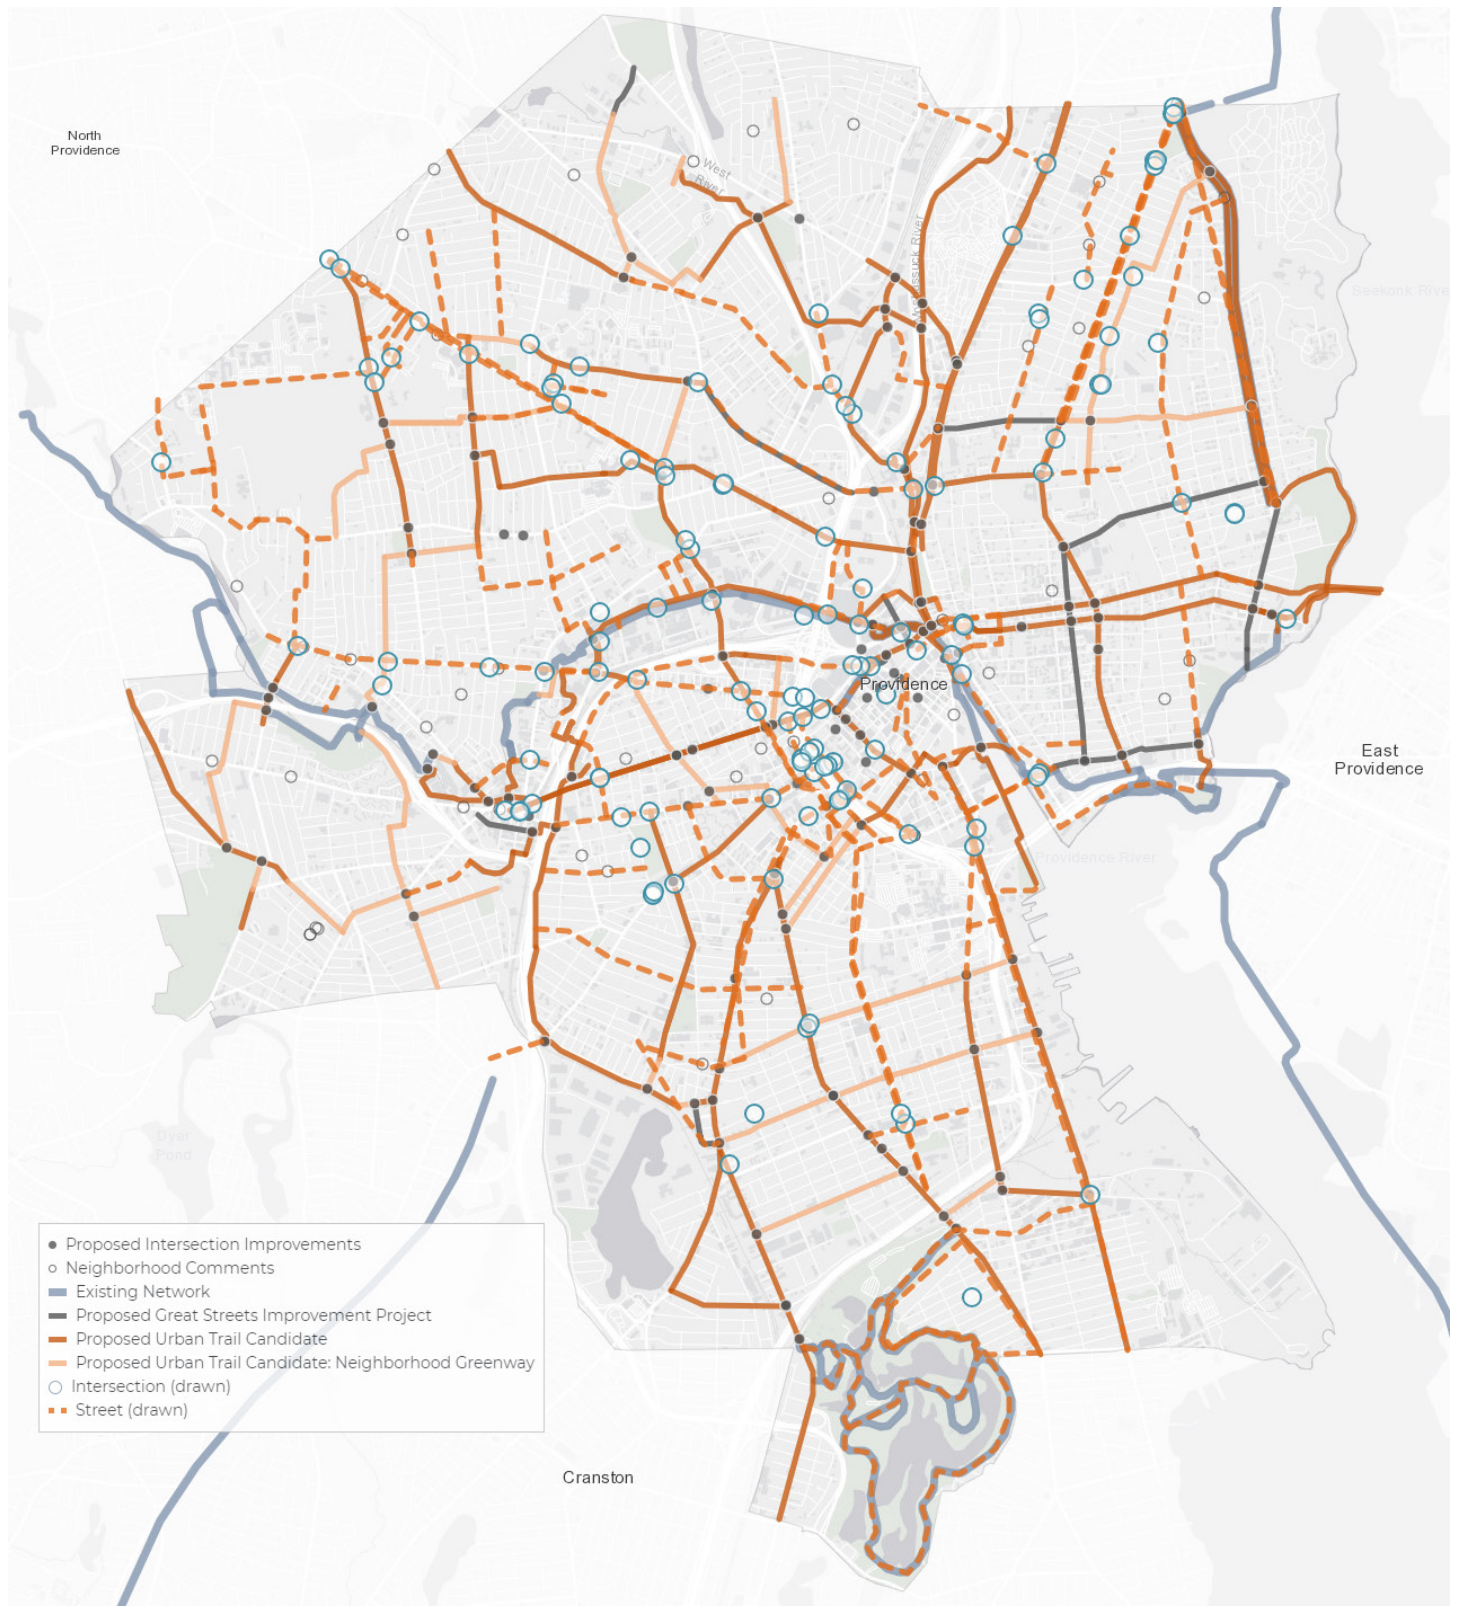 North
Providence
West
River
Moshassuck River
Seekonk River
Providence
East
Providence
Providence River
Dyer
Pond
Proposed Intersection Improvements
Neighborhood Comments
Existing Network
Proposed Great Streets Improvement Project
Proposed Urban Trail Candidate
Proposed Urban Trail Candidate: Neighborhood Greenway
Intersection (drawn)
Street (drawn)
Cranston